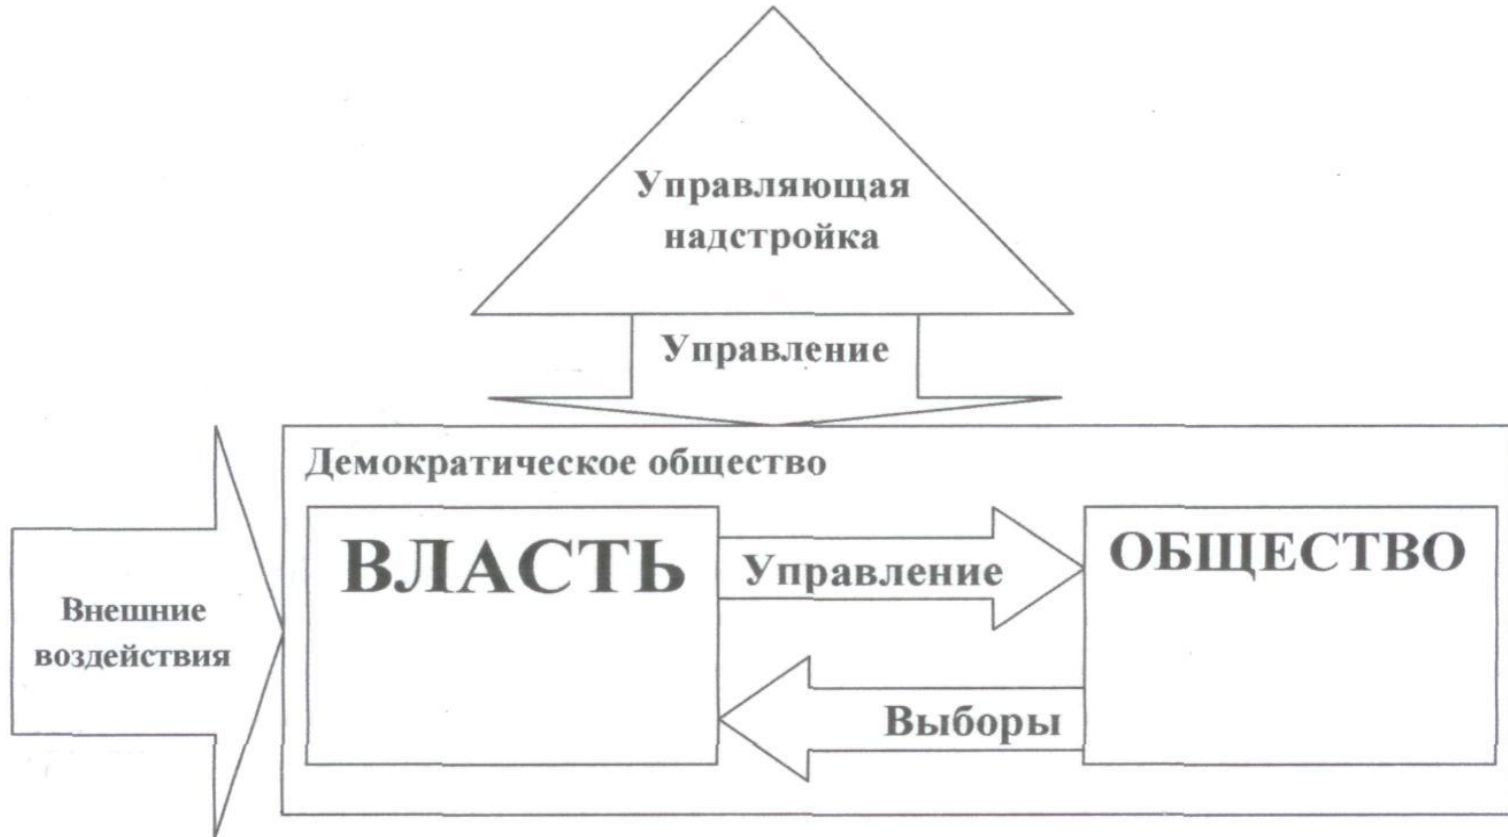 Управляющая
надстройка
Управление
Демократическое общество
ВЛАСТЬ
Управление
ОБЩЕСТВО
Внешние
воздействия
Выборы